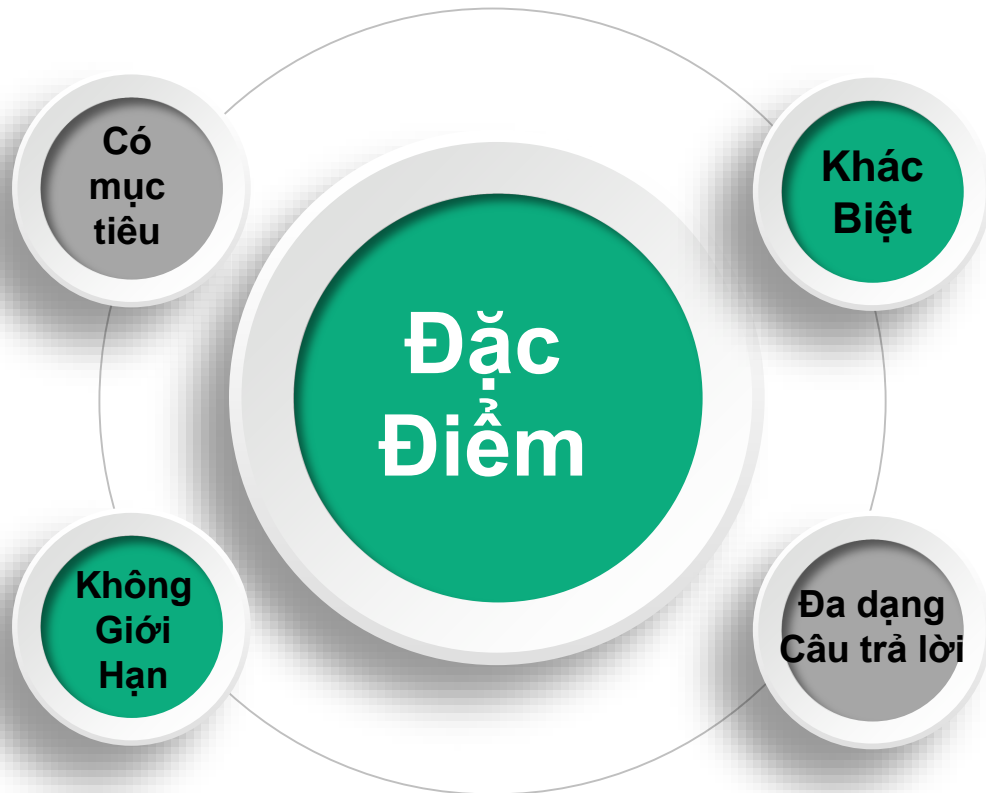 Có
mục
tiêu
Khác
Biệt
Đặc
Điểm
Không
Giới
Hạn
Đa dạng
Câu trả lời